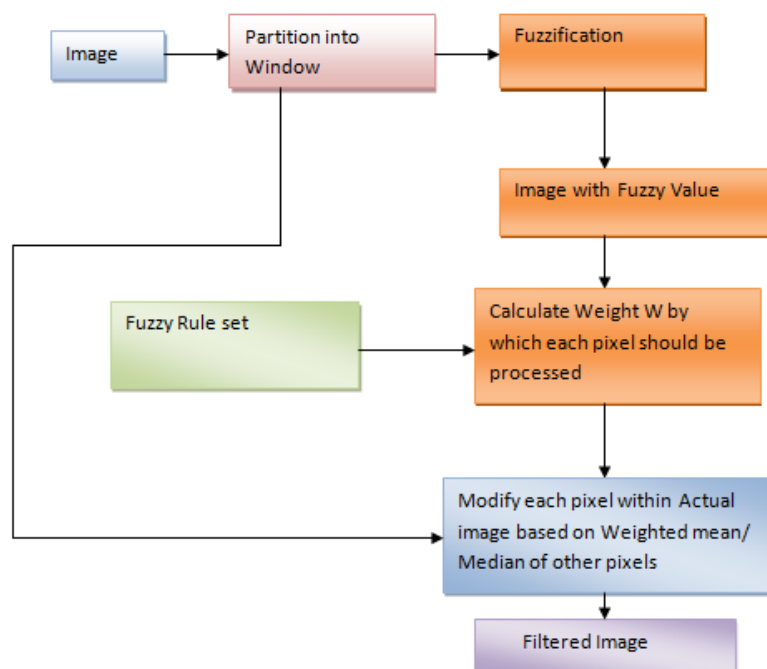 Image
Partition into
Window
Fuzzification
Image with Fuzzy Value
Fuzzy Rule set
Calculate Weight W by
which each pixel should be
processed
Modify each pixel within Actual
image based on Weighted mean/
Median of other pixels
Filtered Image